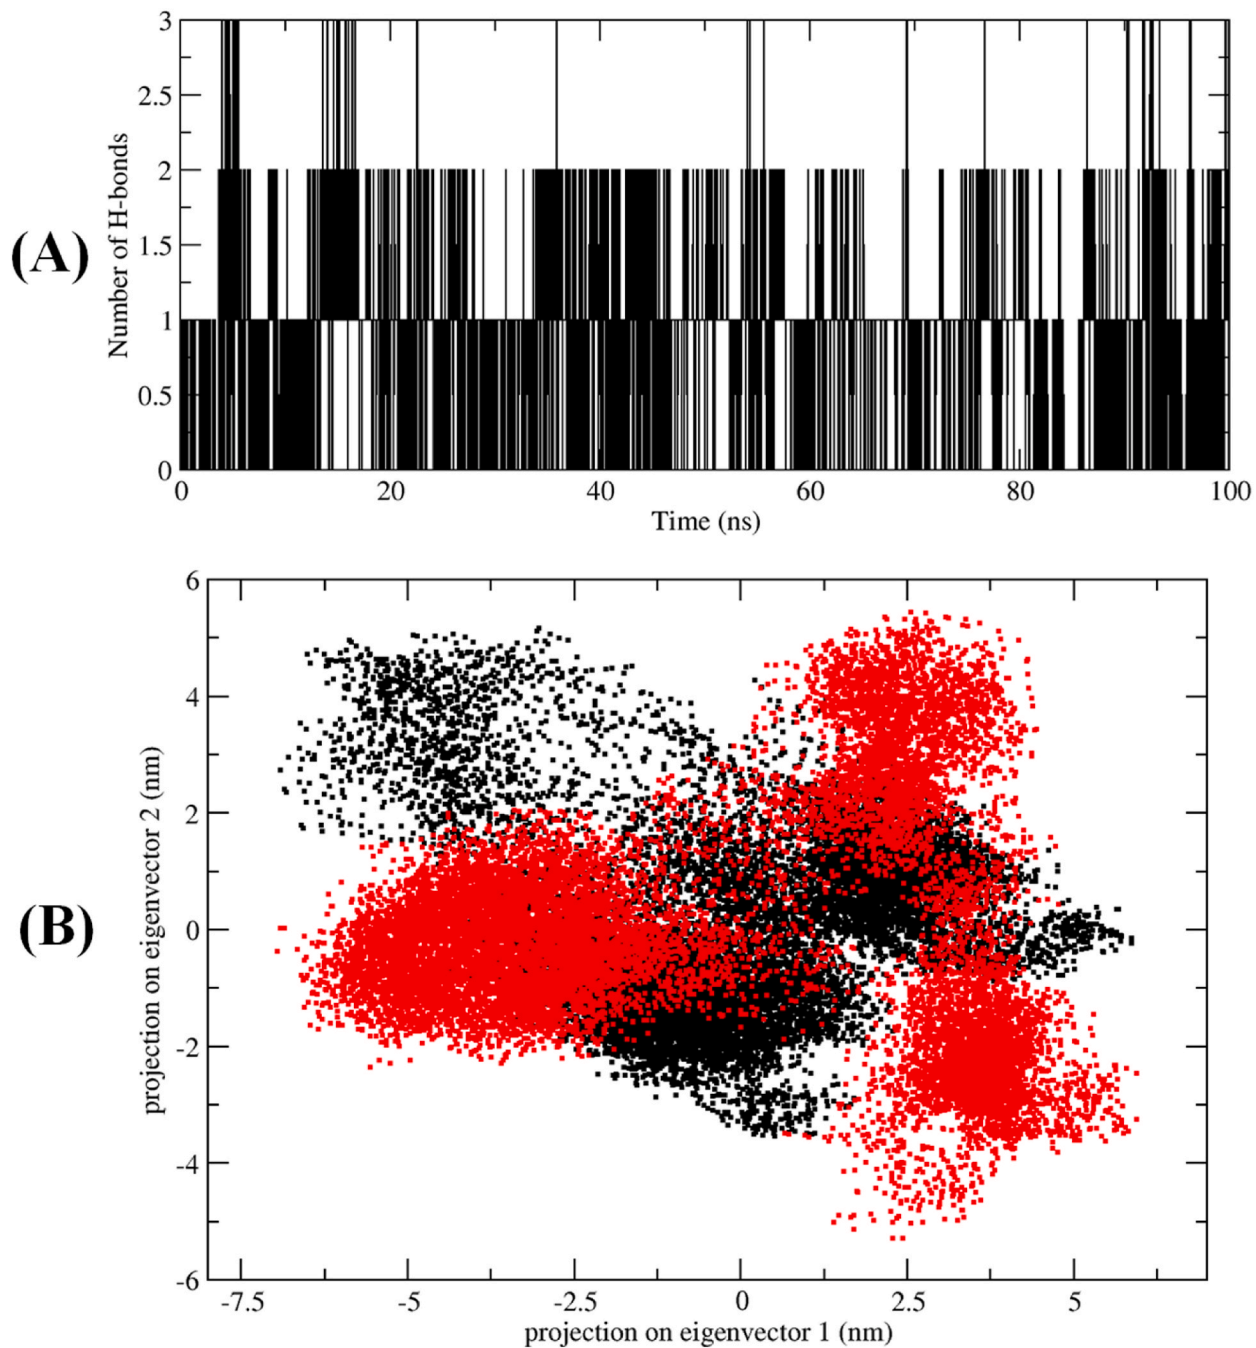 (A)
Number of H-bonds
3
2.5
2
1.5
1
0.5
0
0 20 40 60 80 100
Time (ns)
(B)
projection on eigenvector 2 (nm)
6
4
2
0
-2
-4
-6
-7.5 -5 -2.5 0 2.5 5
projection on eigenvector 1 (nm)